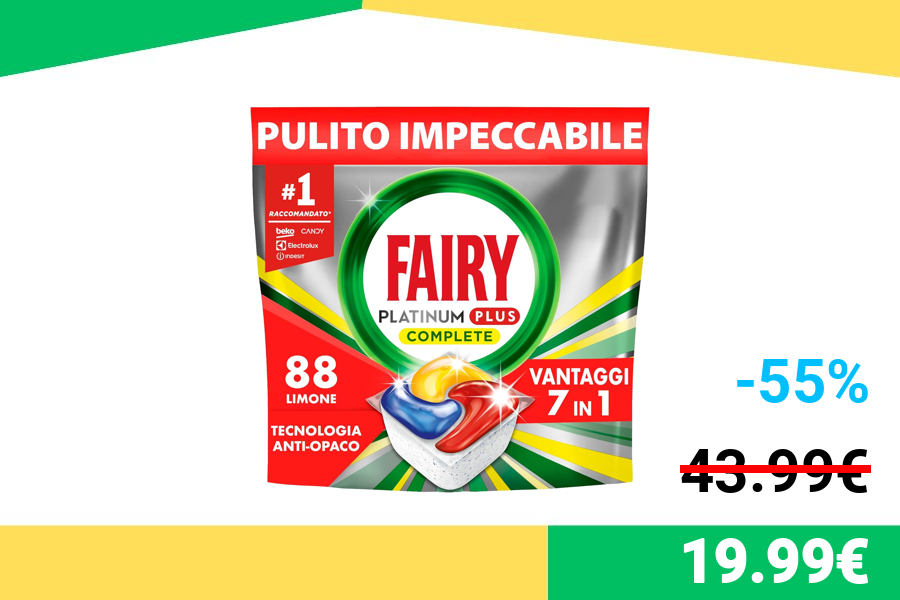 PULITO IMPECCABILE
#1
RACCOMANDATO*
beko CANDY
Electrolux
INDESIT
FAIRY
PLATINUM PLUS
COMPLETE
88
LIMONE
TECNOLOGIA
ANTI-OPACO
VANTAGGI
7 IN 1
-55%
43.99€
19.99€